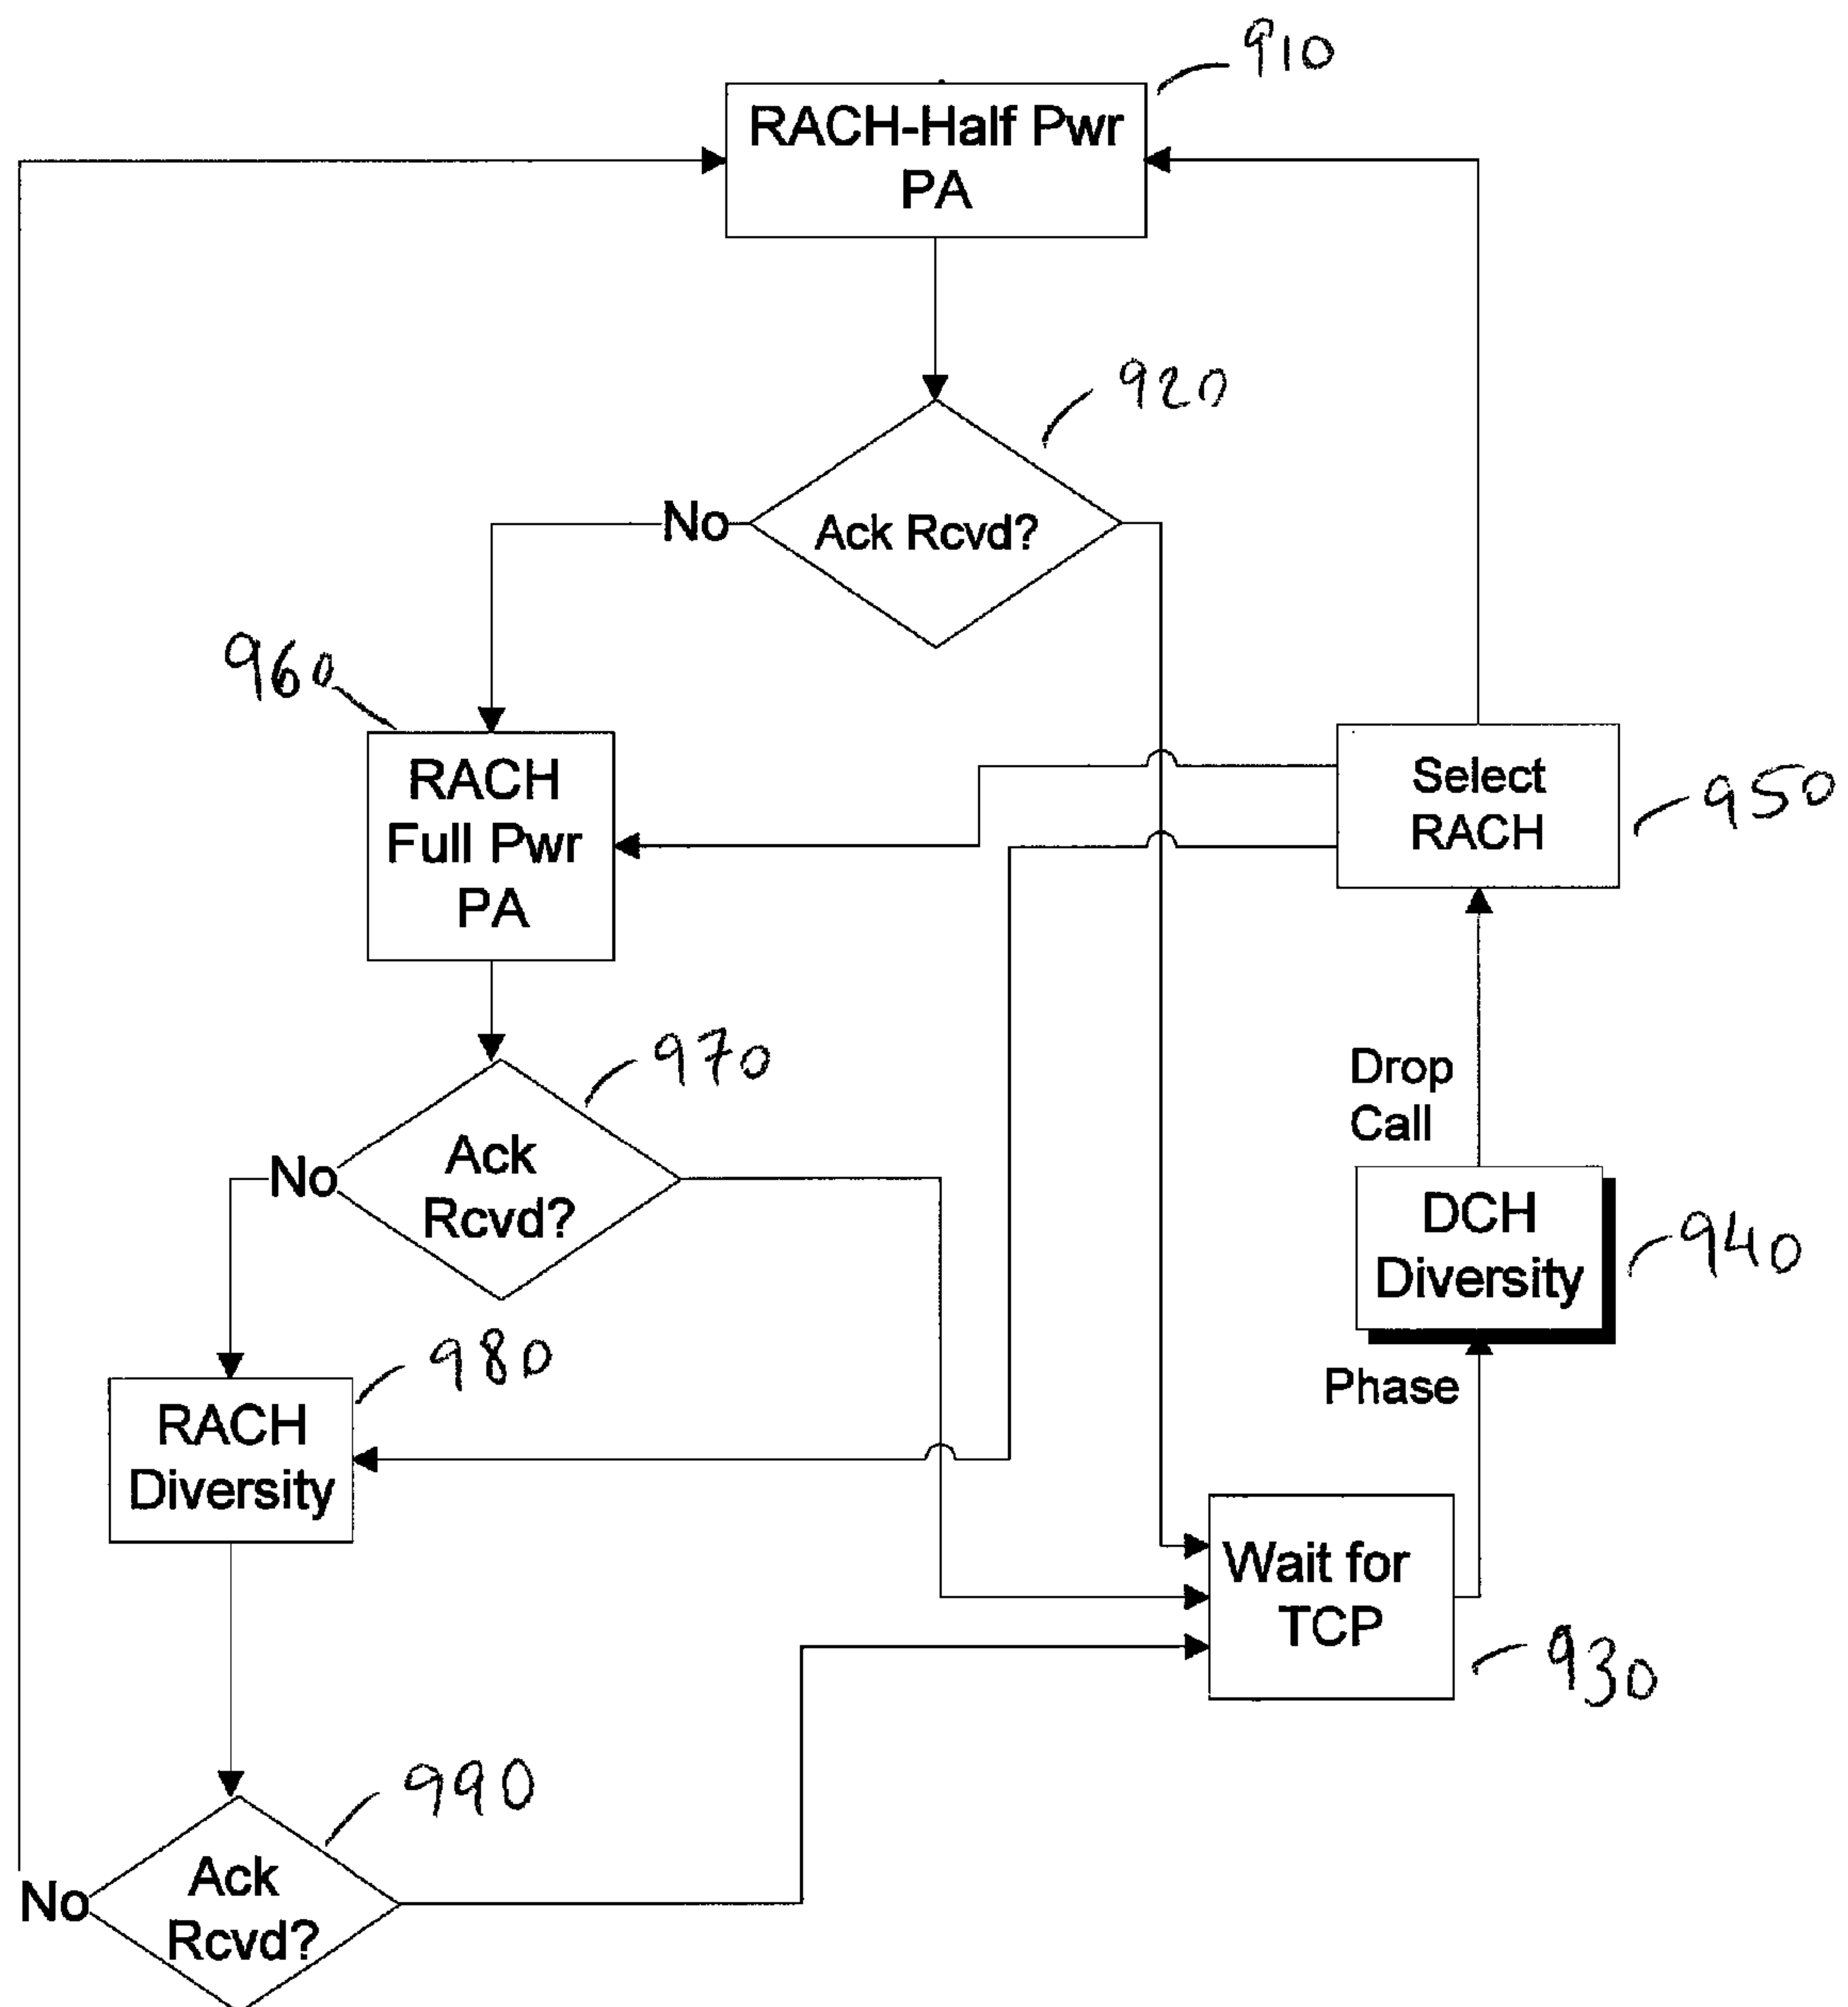 910
RACH-Half Pwr
PA
920
No
Ack Rcvd?
960
RACH
Full Pwr
PA
Select
RACH
950
970
No
Ack
Rcvd?
Drop
Call
DCH
Diversity
940
980
Phase
RACH
Diversity
Wait for
TCP
930
990
No
Ack
Rcvd?